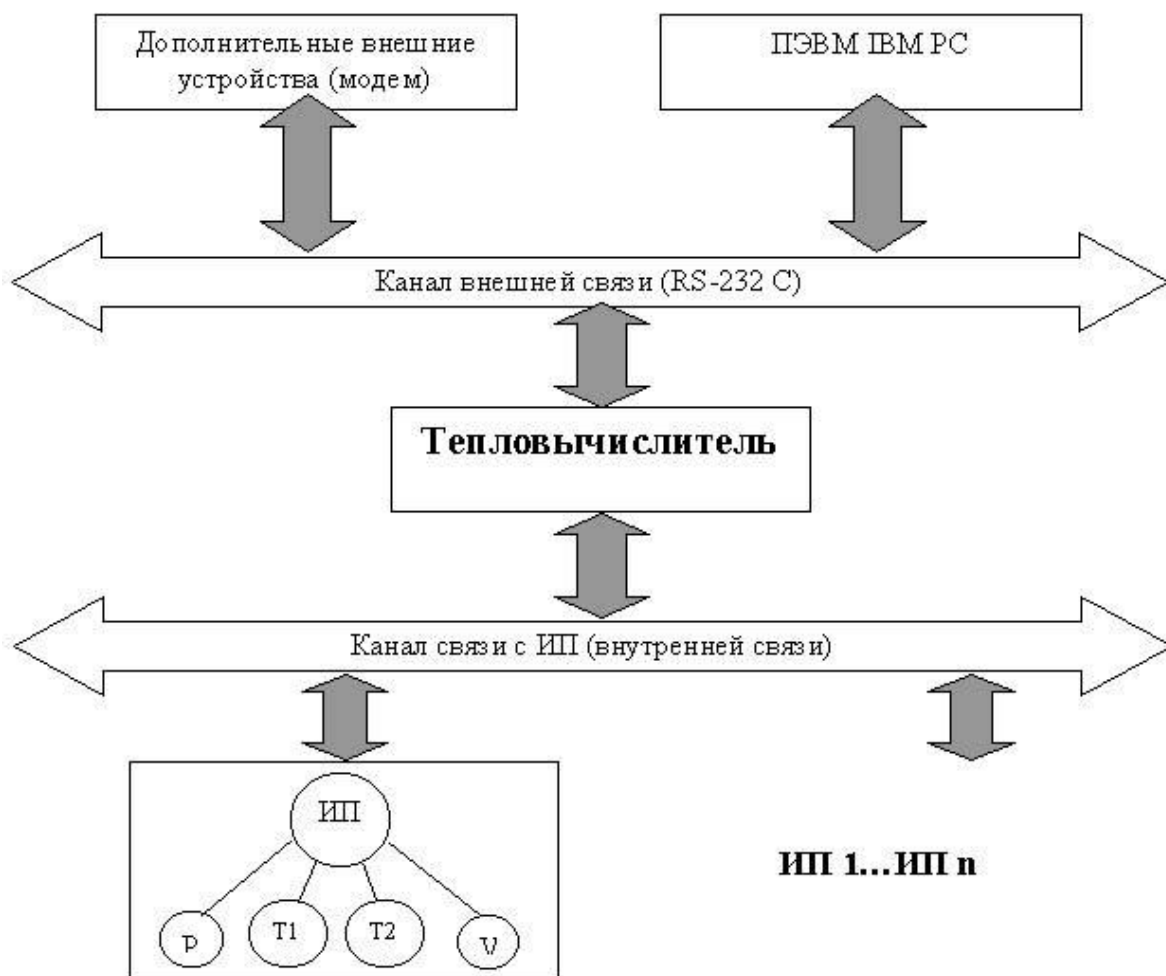 Дополнительные внешние
устройства (модем)
ПЭВМ IBM PC
Канал внешней связи (RS-232 C)
Тепловычислитель
Канал связи с ИП (внутренней связи)
ИП
P
T1
T2
V
ИП 1...ИП n